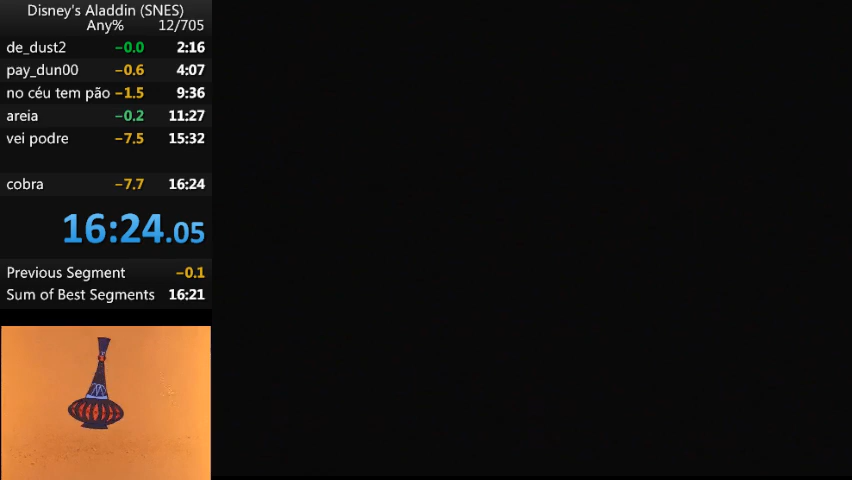 Disney's Aladdin (SNES)
Any% 12/705
de_dust2 −0.0 2:16
pay_dun00 −0.6 4:07
no céu tem pão −1.5 9:36
areia −0.2 11:27
vei podre −7.5 15:32
cobra −7.7 16:24
16:24.05
Previous Segment −0.1
Sum of Best Segments 16:21